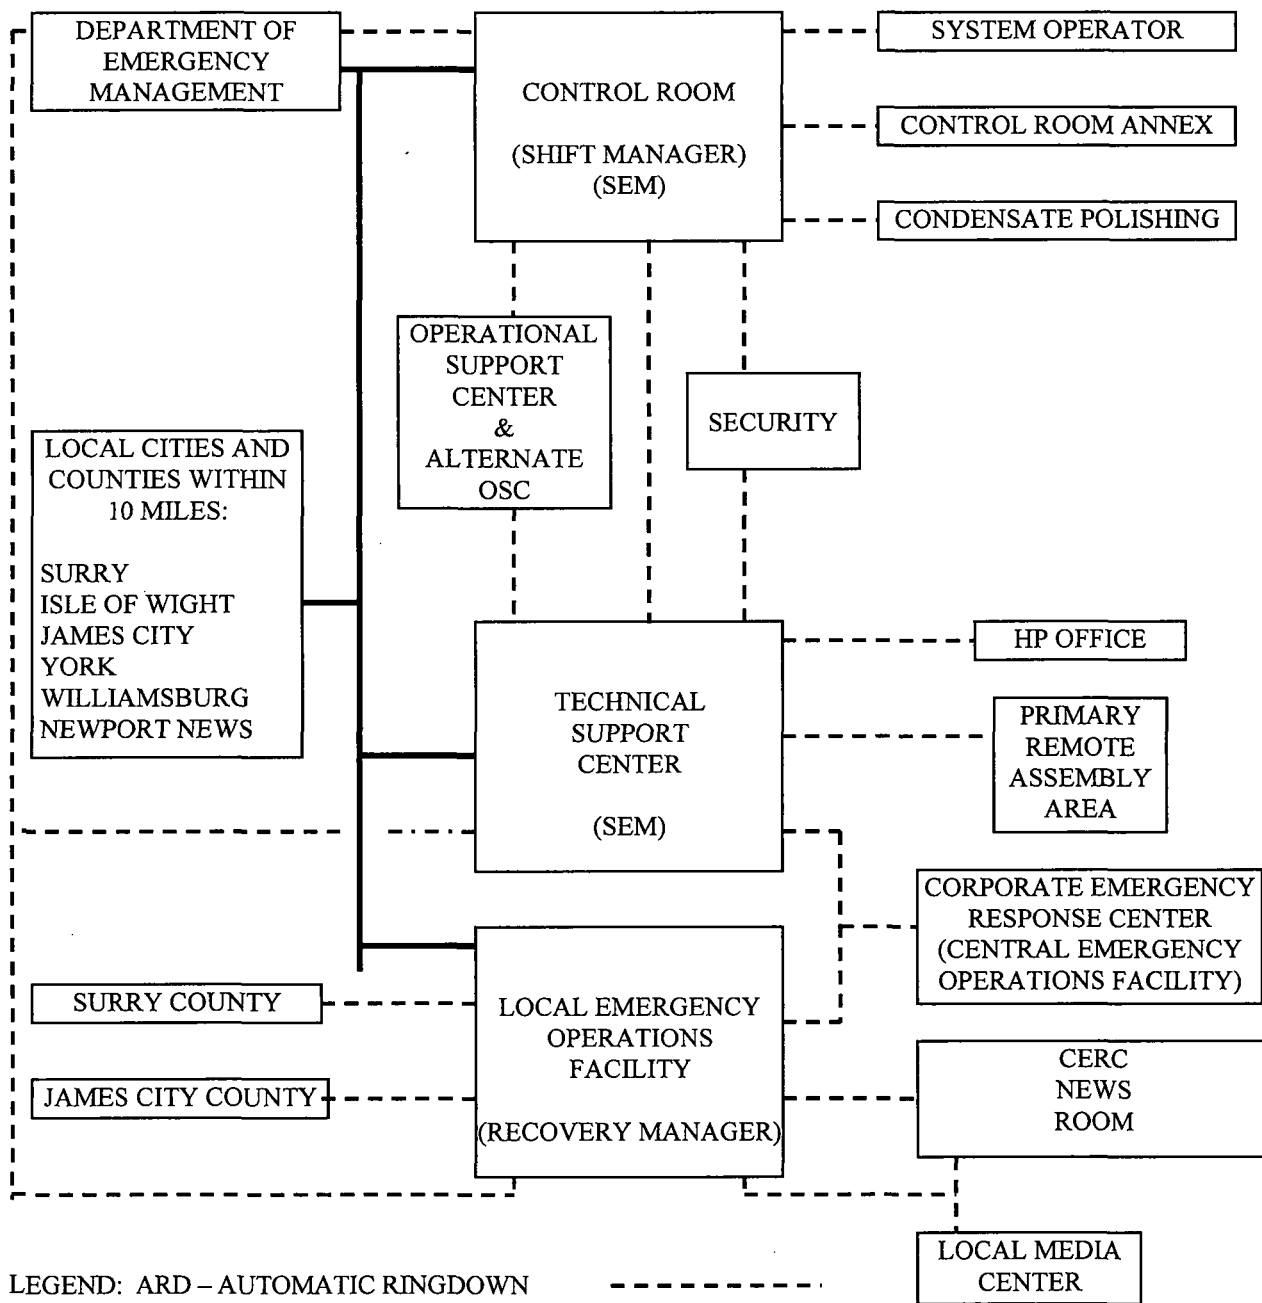 DEPARTMENT OF
EMERGENCY
MANAGEMENT
CONTROL ROOM
(SHIFT MANAGER)
(SEM)
SYSTEM OPERATOR
CONTROL ROOM ANNEX
CONDENSATE POLISHING
OPERATIONAL
SUPPORT
CENTER
&
ALTERNATE
OSC
SECURITY
LOCAL CITIES AND
COUNTIES WITHIN
10 MILES:
SURRY
ISLE OF WIGHT
JAMES CITY
YORK
WILLIAMSBURG
NEWPORT NEWS
TECHNICAL
SUPPORT
CENTER
(SEM)
HP OFFICE
PRIMARY
REMOTE
ASSEMBLY
AREA
CORPORATE EMERGENCY
RESPONSE CENTER
(CENTRAL EMERGENCY
OPERATIONS FACILITY)
SURRY COUNTY
JAMES CITY COUNTY
LOCAL EMERGENCY
OPERATIONS
FACILITY
(RECOVERY MANAGER)
CERC
NEWS
ROOM
LOCAL MEDIA
CENTER
LEGEND: ARD – AUTOMATIC RINGDOWN